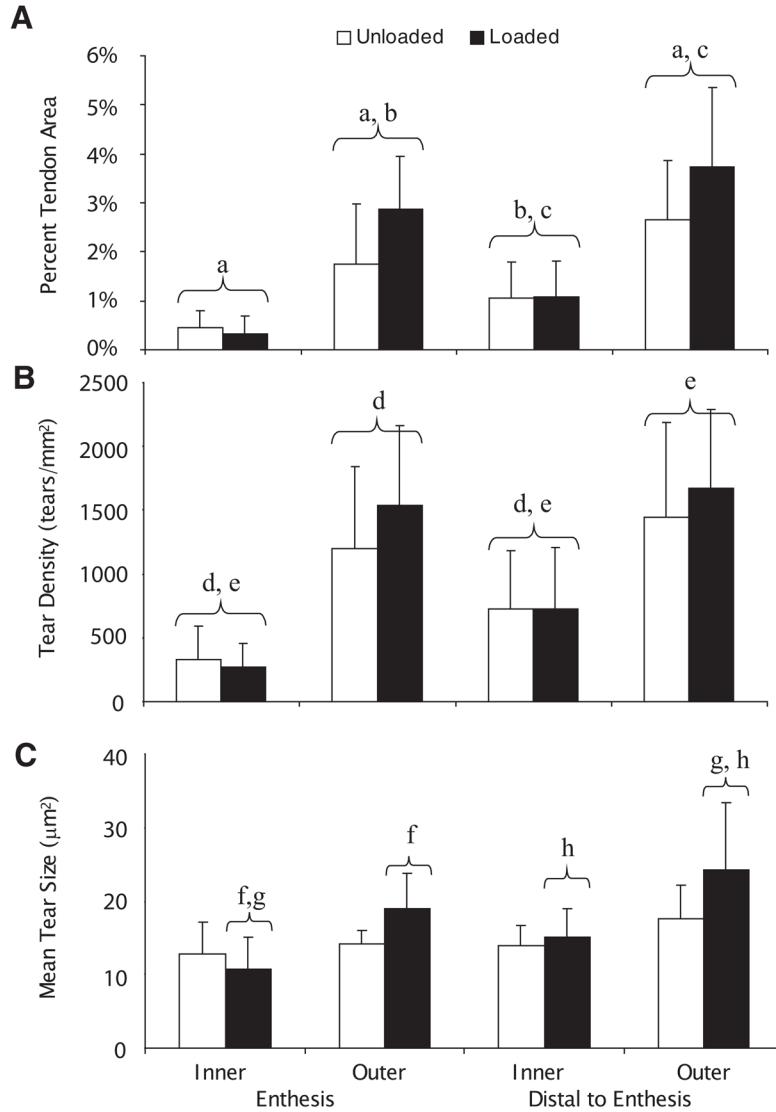 A
Unloaded Loaded
Percent Tendon Area
6%
5%
4%
3%
2%
1%
0%
a
a, b
b, c
a, c
B
Tear Density (tears/mm²)
2500
2000
1500
1000
500
0
d, e
d
d, e
e
C
Mean Tear Size (μm²)
40
30
20
10
0
f,g
f
h
g, h
Inner Outer Inner Outer
Enthesis Distal to Enthesis